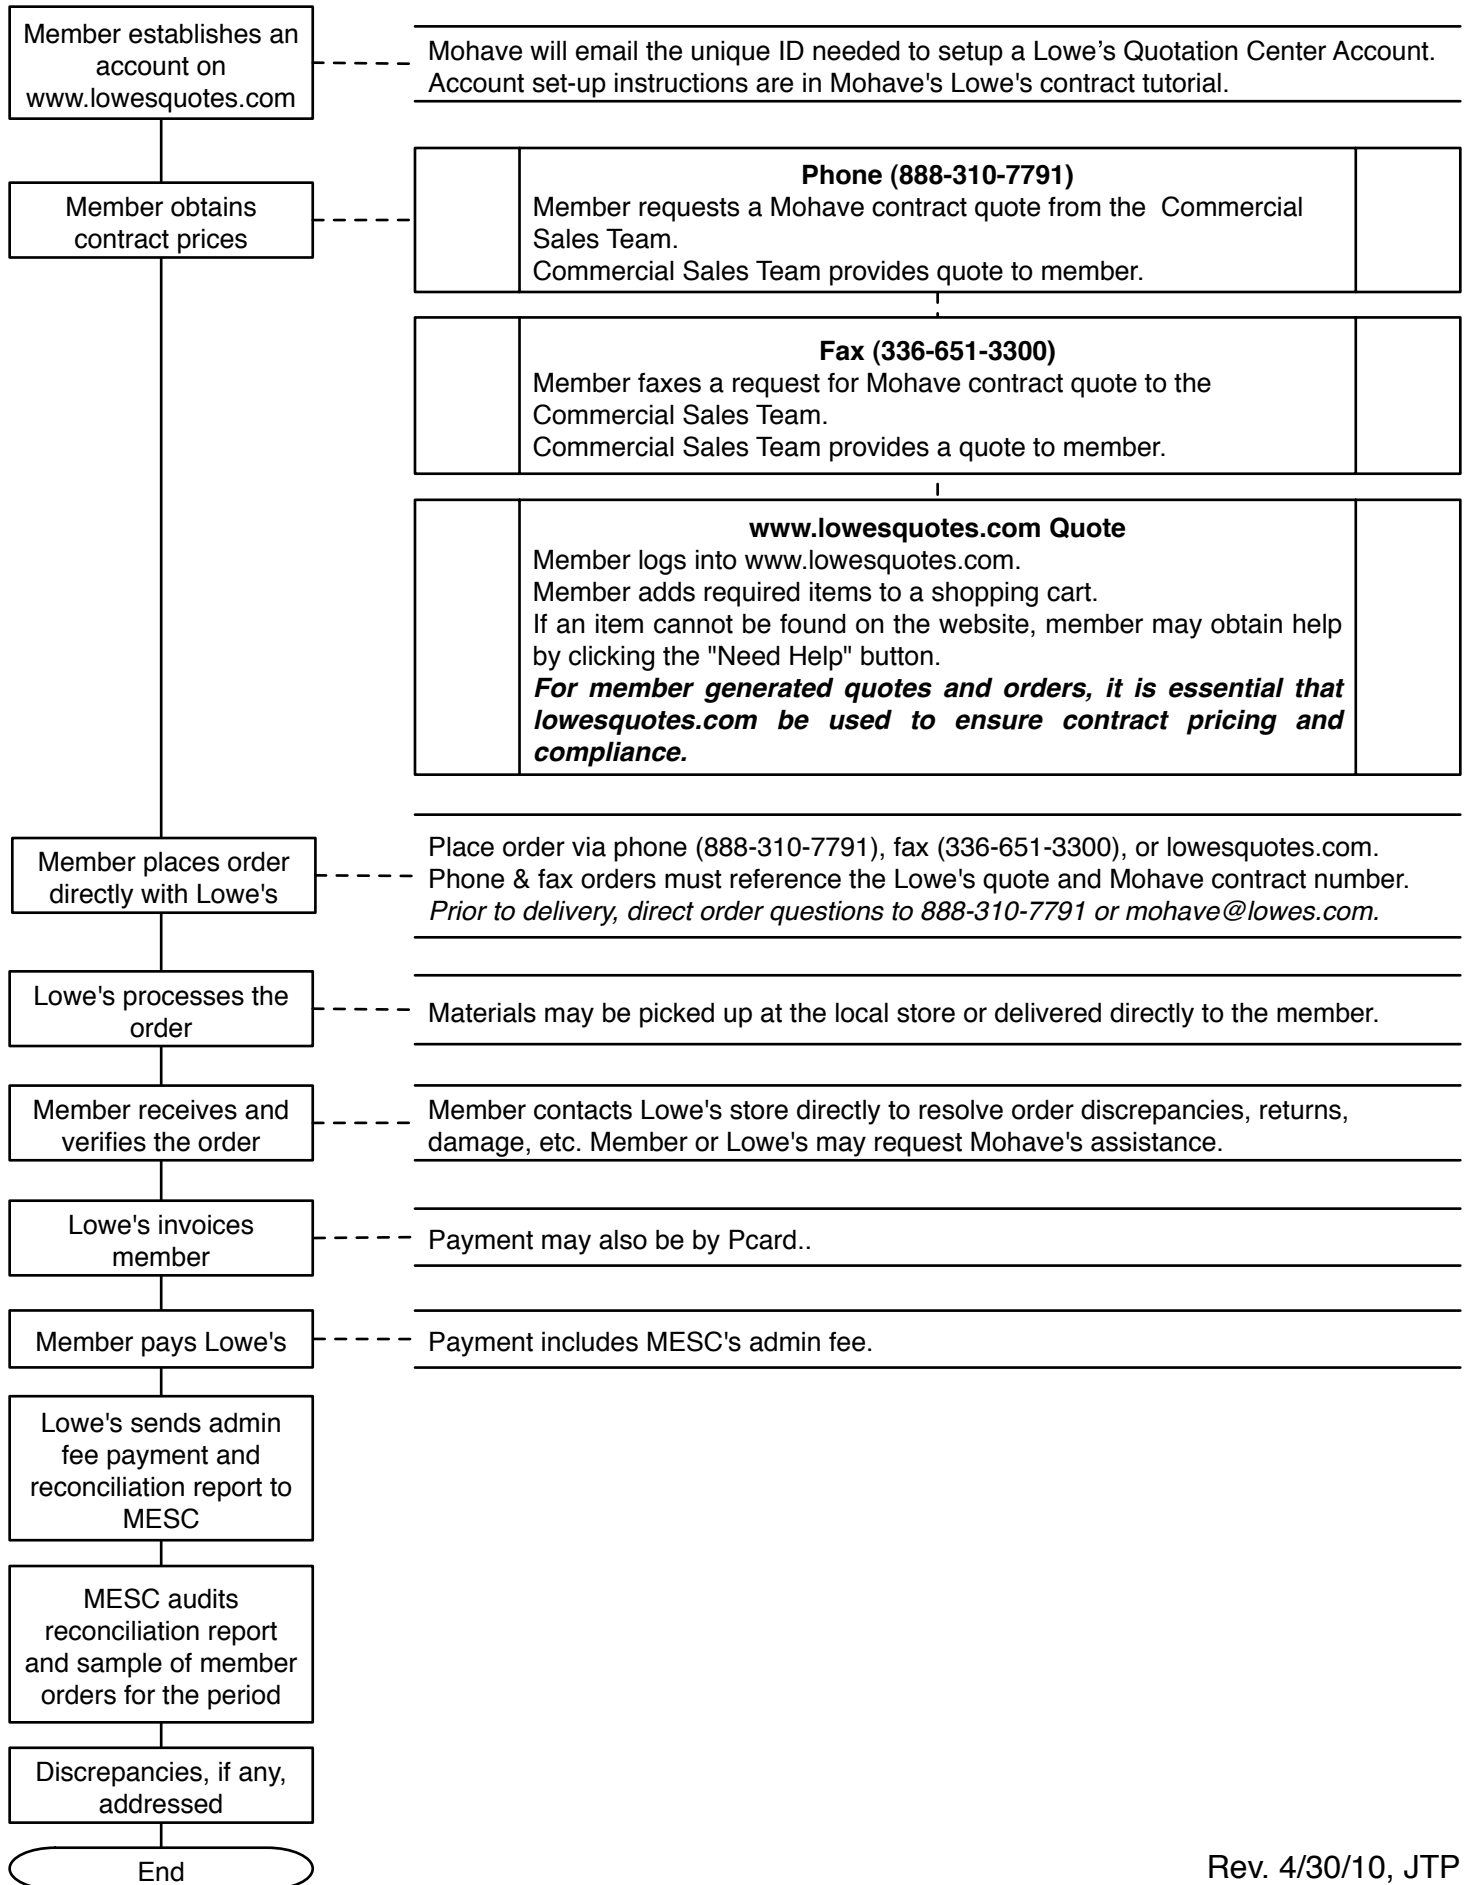 Member establishes an
account on
www.lowesquotes.com
Mohave will email the unique ID needed to setup a Lowe’s Quotation Center Account.
Account set-up instructions are in Mohave's Lowe's contract tutorial.
Member obtains
contract prices
Phone (888-310-7791)
Member requests a Mohave contract quote from the  Commercial
Sales Team.
Commercial Sales Team provides quote to member.
Fax (336-651-3300)
Member faxes a request for Mohave contract quote to the
Commercial Sales Team.
Commercial Sales Team provides a quote to member.
www.lowesquotes.com Quote
Member logs into www.lowesquotes.com.
Member adds required items to a shopping cart.
If an item cannot be found on the website, member may obtain help
by clicking the "Need Help" button.
For member generated quotes and orders, it is essential that
lowesquotes.com be used to ensure contract pricing and
compliance.
Member places order
directly with Lowe's
Place order via phone (888-310-7791), fax (336-651-3300), or lowesquotes.com.
Phone & fax orders must reference the Lowe's quote and Mohave contract number.
Prior to delivery, direct order questions to 888-310-7791 or mohave@lowes.com.
Lowe's processes the
order
Materials may be picked up at the local store or delivered directly to the member.
Member receives and
verifies the order
Member contacts Lowe's store directly to resolve order discrepancies, returns,
damage, etc. Member or Lowe's may request Mohave's assistance.
Lowe's invoices
member
Payment may also be by Pcard..
Member pays Lowe's
Payment includes MESC's admin fee.
Lowe's sends admin
fee payment and
reconciliation report to
MESC
MESC audits
reconciliation report
and sample of member
orders for the period
Discrepancies, if any,
addressed
End
Rev. 4/30/10, JTP